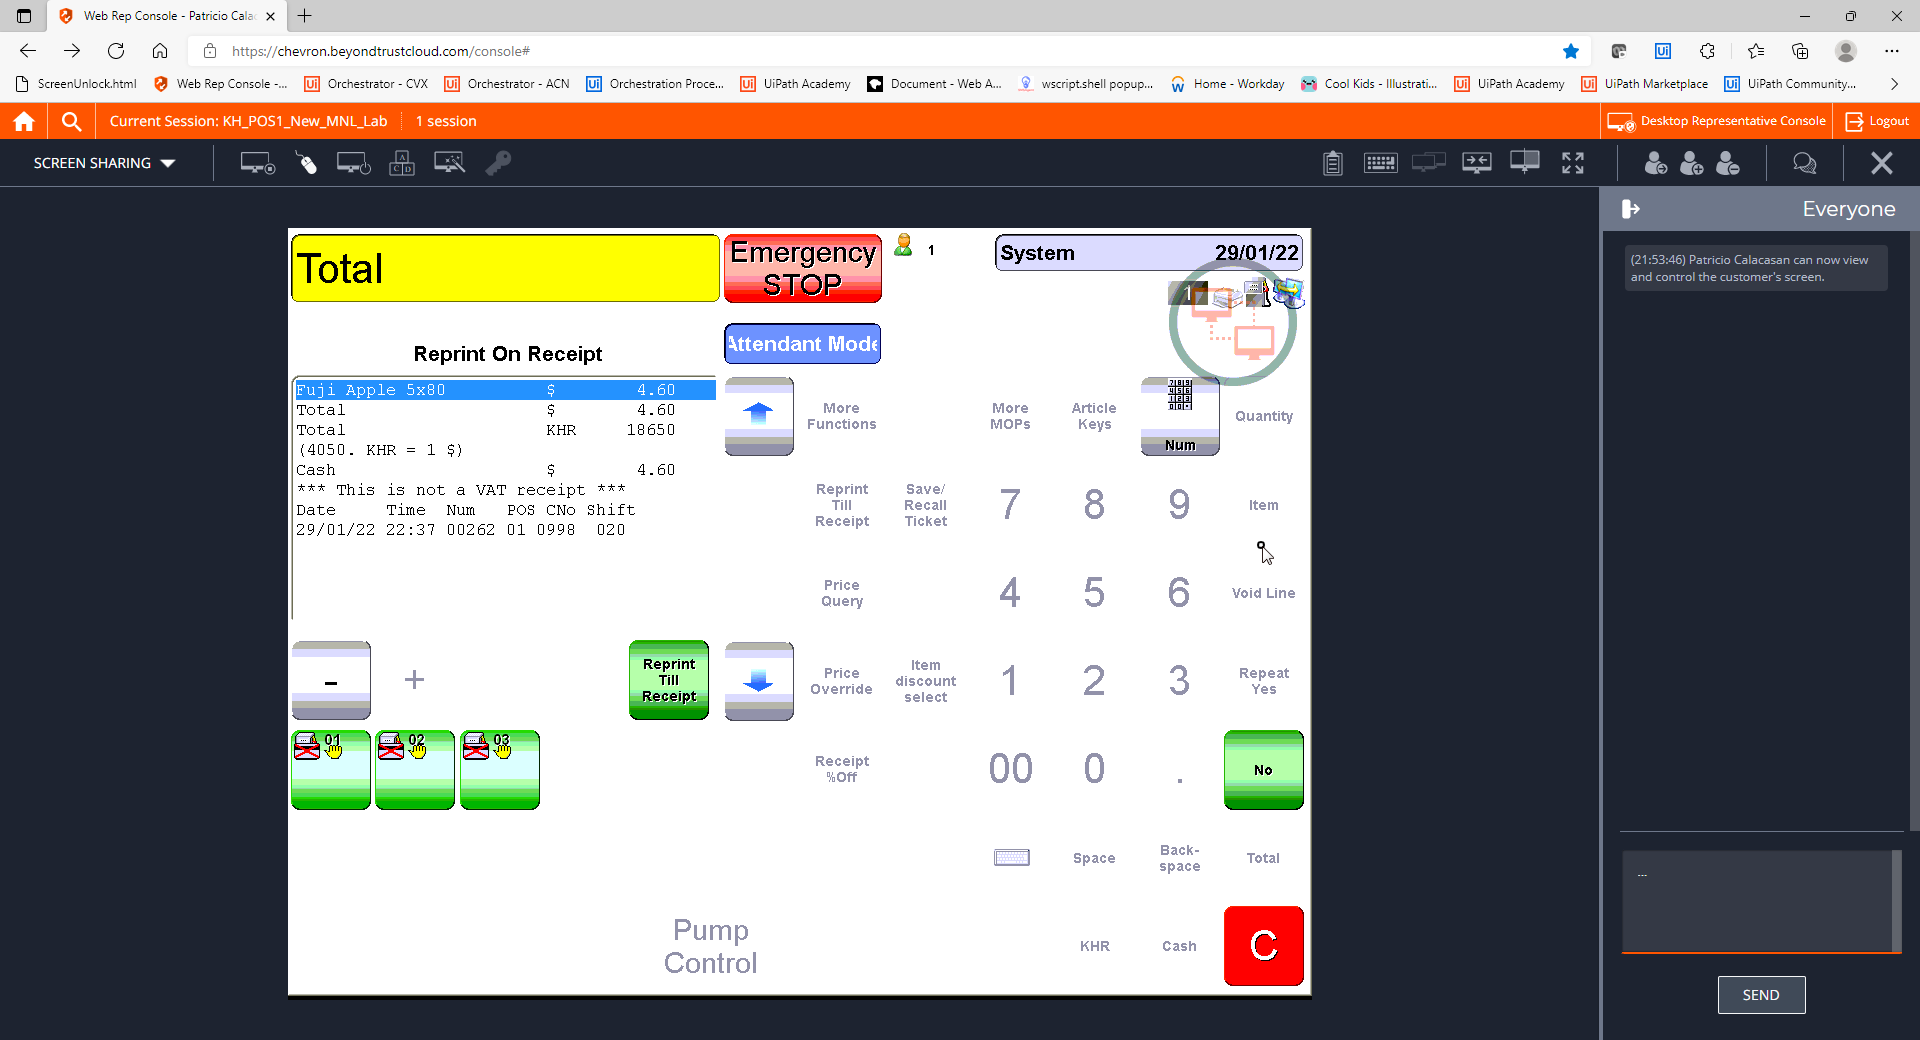 Web Rep Console - Patricio Cala
https://chevron.beyondtrustcloud.com/console#
ScreenUnlock.html
Web Rep Console -...
Orchestrator - CVX
Orchestrator - ACN
Orchestration Proce...
UiPath Academy
Document - Web A...
wscript.shell popup...
Home - Workday
Cool Kids - Illustrati...
UiPath Academy
UiPath Marketplace
UiPath Community...
Current Session: KH_POS1_New_MNL_Lab
1 session
Desktop Representative Console
Logout
SCREEN SHARING
Everyone
(21:53:46) Patricio Calacasan can now view
and control the customer's screen.
Total
Emergency
STOP
1
System 29/01/22
1
Attendant Mode
Reprint On Receipt
Fuji Apple 5x80 $ 4.60
Total $ 4.60
Total KHR 18650
(4050. KHR = 1 $)
Cash $ 4.60
*** This is not a VAT receipt ***
Date Time Num POS CNo Shift
29/01/22 22:37 00262 01 0998 020
More
Functions
More
MOPs
Article
Keys
Num
Quantity
Reprint
Till
Receipt
Save/
Recall
Ticket
7 8 9
Item
Price
Query
4 5 6
Void Line
- +
Reprint
Till
Receipt
Price
Override
Item
discount
select
1 2 3
Repeat
Yes
01 02 03
Receipt
%Off
00 0 .
No
Space
Back-
space
Total
Pump
Control
KHR
Cash
C
...
SEND